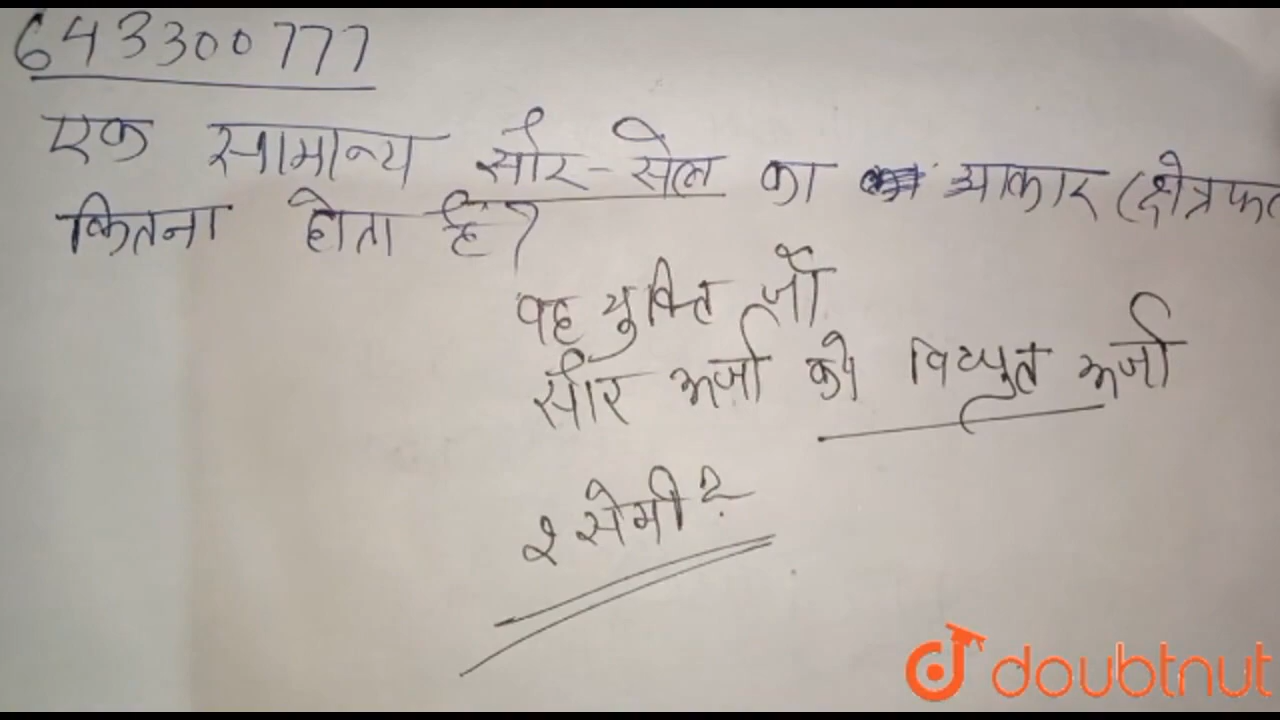 643300777
एक सामान्य सौर-सेल का आकार (क्षेत्रफल
कितना होता है?
वह युक्ति जो
सौर ऊर्जा को विद्युत ऊर्जा
2 सेमी2
doubtnut